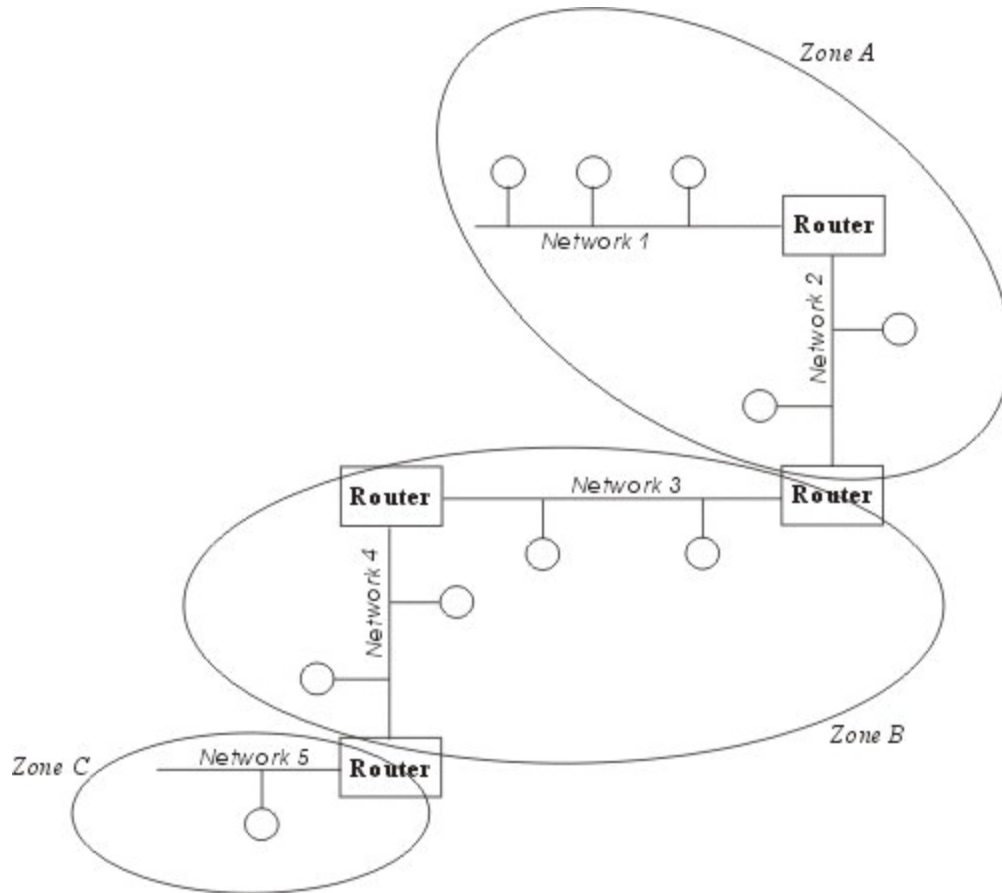 Zone A
Router
Network 1
Network 2
Router
Network 3
Router
Network 4
Zone B
Router
Network 5
Zone C